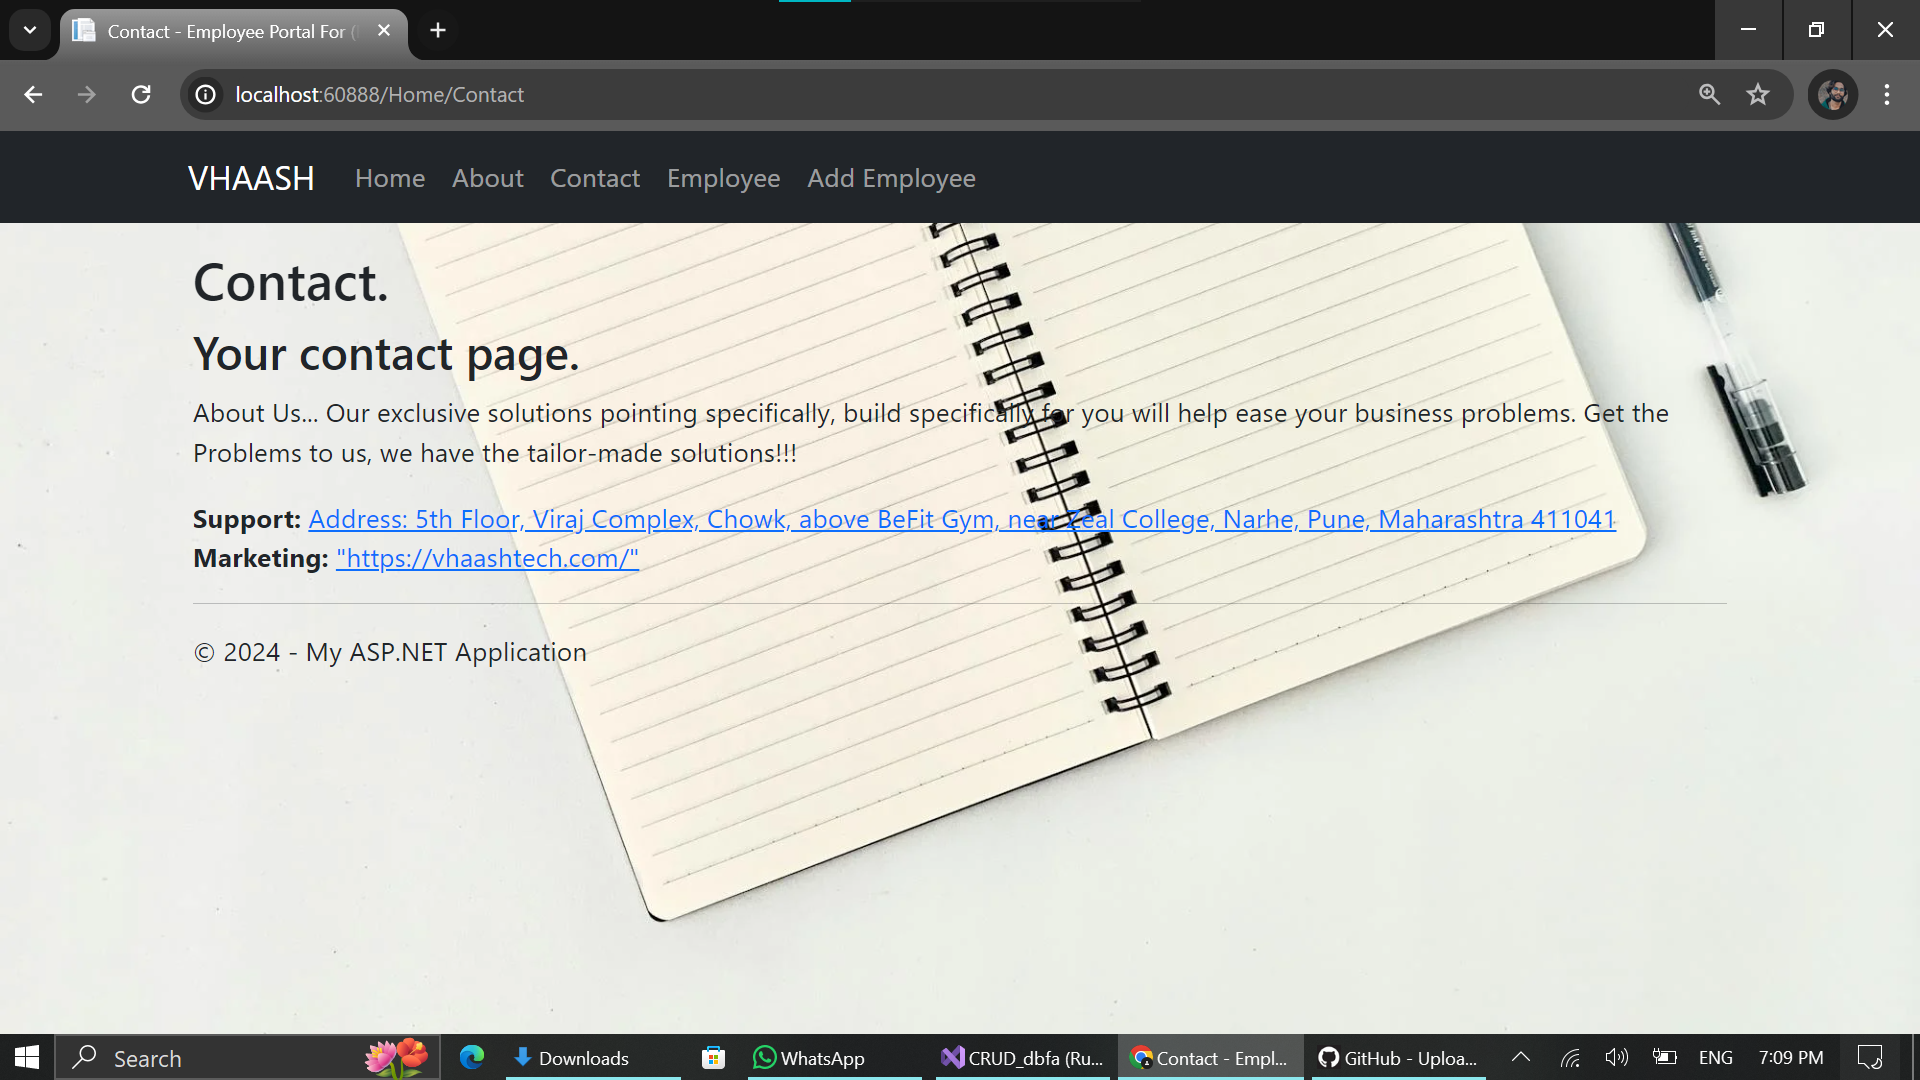 Contact - Employee Portal For (
localhost:60888/Home/Contact
VHAASH Home About Contact Employee Add Employee
Contact.
Your contact page.
About Us... Our exclusive solutions pointing specifically, build specifically for you will help ease your business problems. Get the
Problems to us, we have the tailor-made solutions!!!
Support: Address: 5th Floor, Viraj Complex, Chowk, above BeFit Gym, near Zeal College, Narhe, Pune, Maharashtra 411041
Marketing: "https://vhaashtech.com/"
© 2024 - My ASP.NET Application
Search Downloads WhatsApp CRUD_dbfa (Ru... Contact - Empl... GitHub - Uploa... ENG 7:09 PM